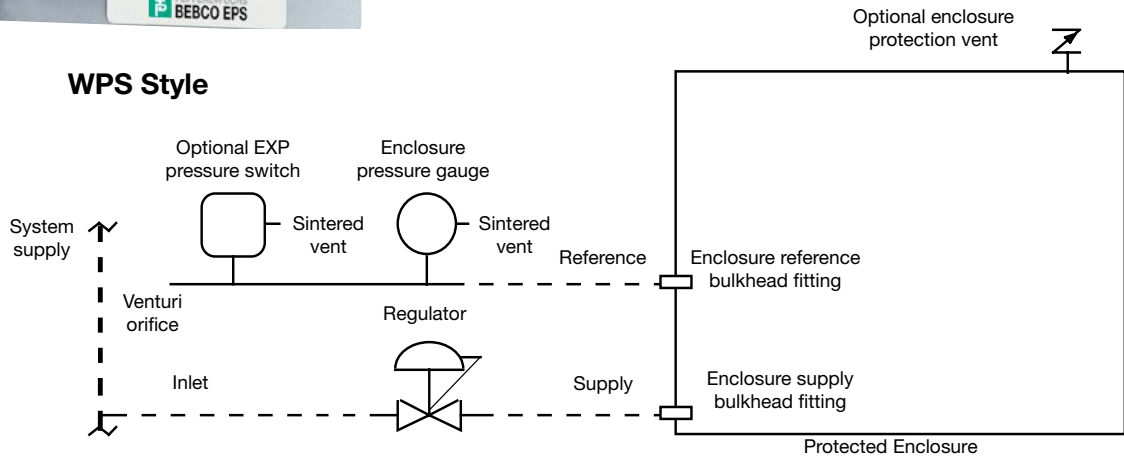 BEBCO EPS
WPS Style
Optional enclosure
protection vent
Optional EXP
pressure switch
Enclosure
pressure gauge
System
supply
Sintered
vent
Sintered
vent
Reference
Enclosure reference
bulkhead fitting
Venturi
orifice
Regulator
Inlet
Supply
Enclosure supply
bulkhead fitting
Protected Enclosure